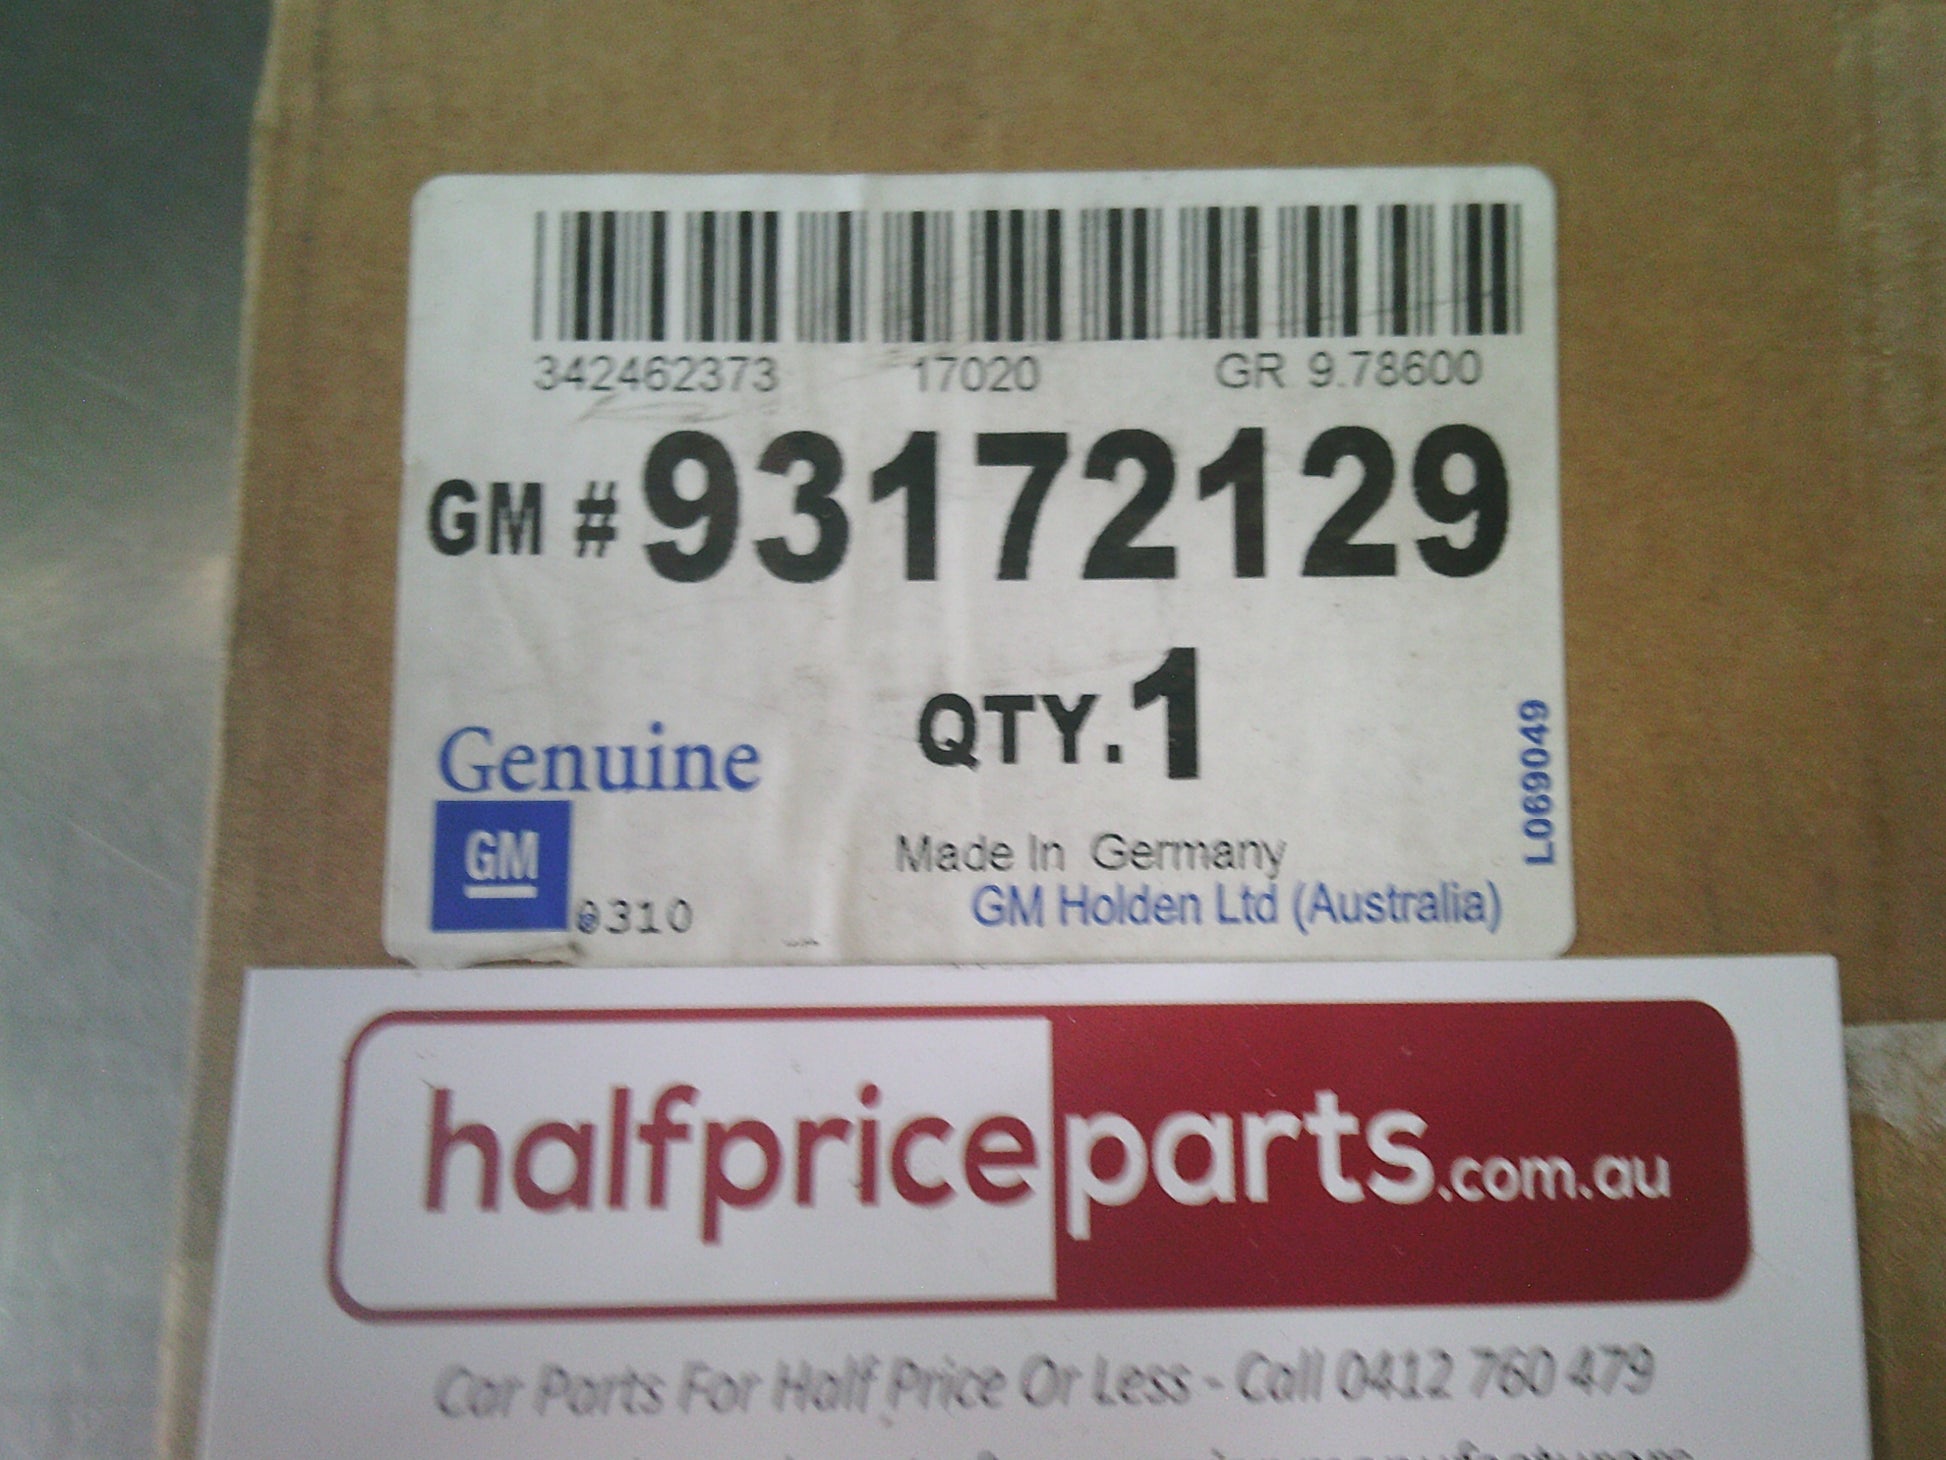 342462373 17020 GR 9.78600
GM # 93172129
QTY. 1
Genuine
GM
0310
Made In Germany
GM Holden Ltd (Australia)
L069049
halfpriceparts.com.au
Car Parts For Half Price Or Less - Call 0412 760 479